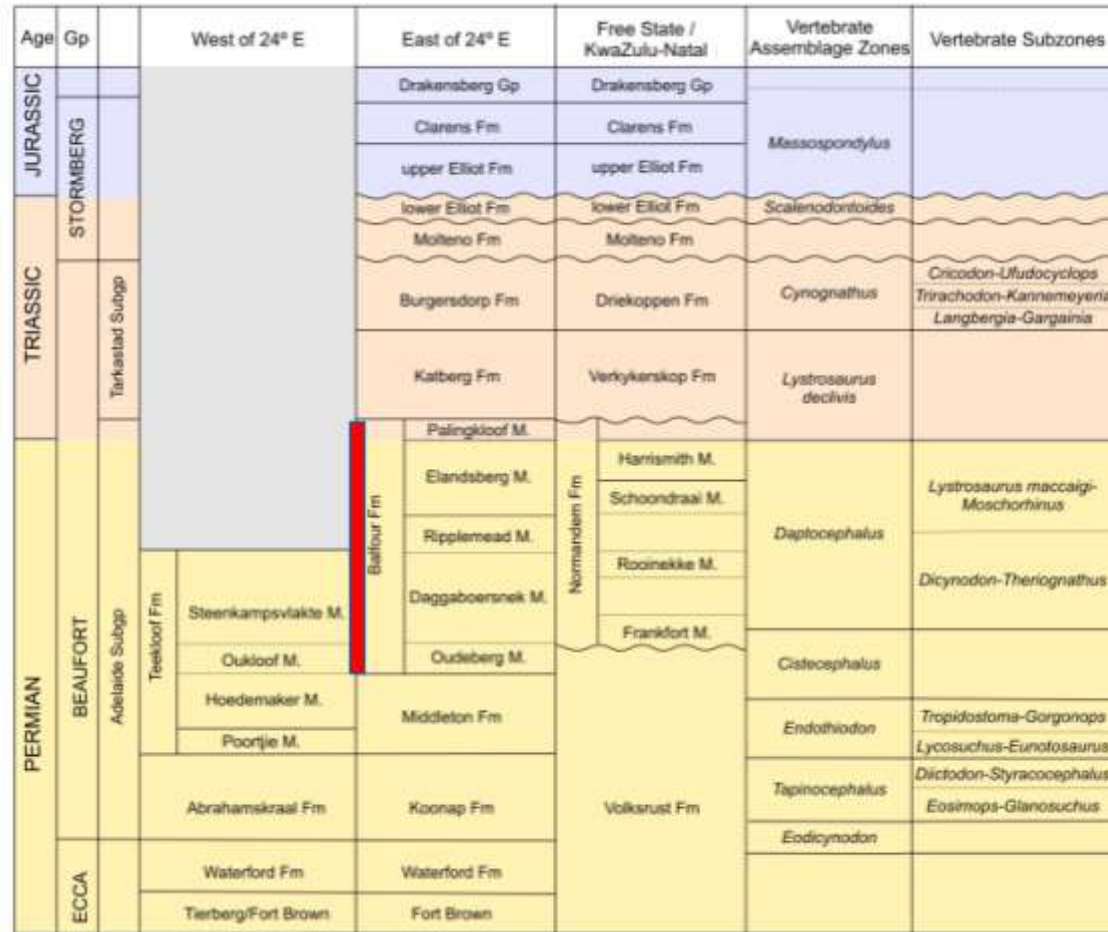 Age
Gp
West of 24° E
East of 24° E
Free State /
KwaZulu-Natal
Vertebrate
Assemblage Zones
Vertebrate Subzones
JURASSIC
TRIASSIC
PERMIAN
STORMBERG
BEAUFORT
ECCA
Tarkastad Subgp
Adelaide Subgp
Teekloof Fm
Steenkampsvlakte M.
Oukloof M.
Hoedemaker M.
Poortjie M.
Abrahamskraal Fm
Waterford Fm
Tierberg/Fort Brown
Drakensberg Gp
Clarens Fm
upper Elliot Fm
lower Elliot Fm
Molteno Fm
Burgersdorp Fm
Katberg Fm
Balfour Fm
Palingkloof M.
Elandsberg M.
Ripplemead M.
Daggaboersnek M.
Oudeberg M.
Middleton Fm
Koonap Fm
Waterford Fm
Fort Brown
Drakensberg Gp
Clarens Fm
upper Elliot Fm
lower Elliot Fm
Molteno Fm
Driekoppen Fm
Verkykerskop Fm
Normandem Fm
Harrismith M.
Schoondraai M.
Rooinekke M.
Frankfort M.
Volksrust Fm
Massospondylus
Scalenodontoides
Cynognathus
Lystrosaurus
declivis
Daptocephalus
Cistecephalus
Endothiodon
Tapinocephalus
Eodicynodon
Cricodon-Ufudocyclops
Trirachodon-Kannemeyeria
Langbergia-Gargainia
Lystrosaurus maccaigi-
Moschorhinus
Dicynodon-Theriognathus
Tropidostoma-Gorgonops
Lycosuchus-Eunotosaurus
Diictodon-Styracocephalus
Eosimops-Glanosuchus